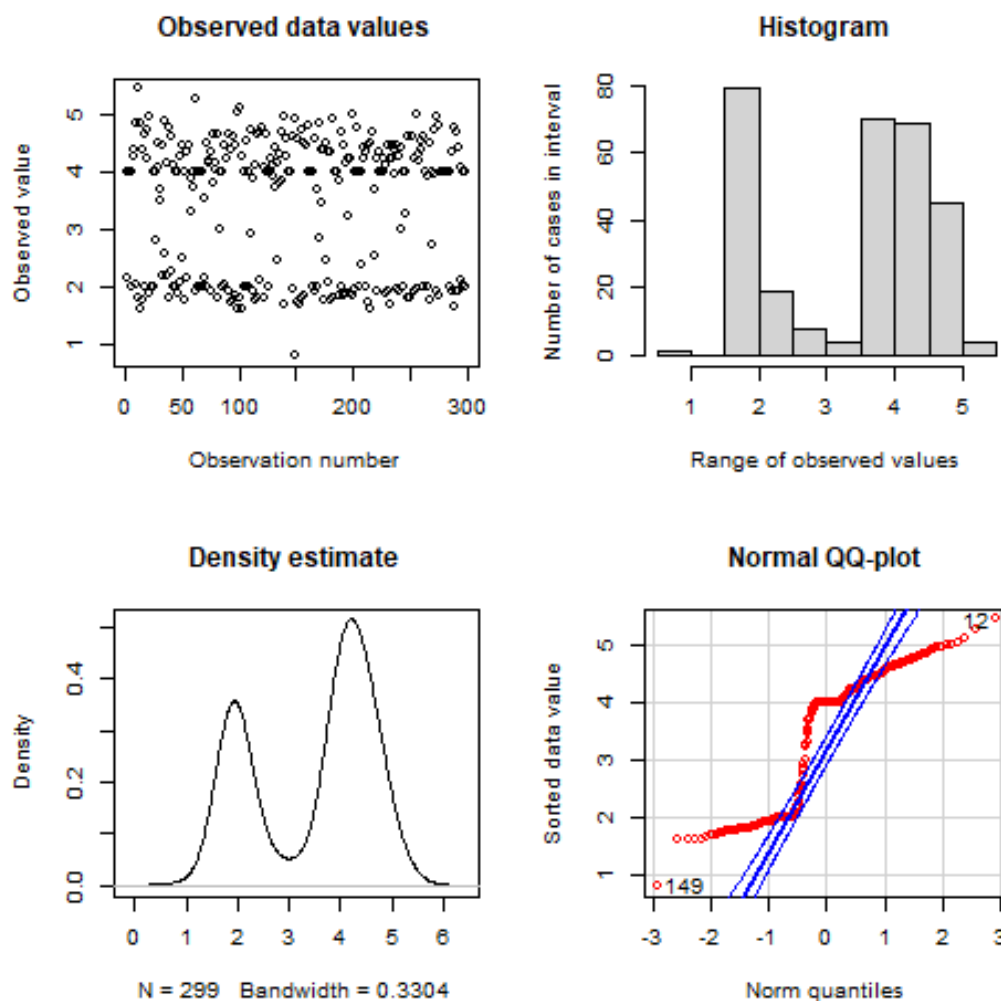 Observed data values
Observed value
5
4
3
2
1
0 50 100 200 300
Observation number
Histogram
Number of cases in interval
80
60
40
20
0
1 2 3 4 5
Range of observed values
Density estimate
Density
0.4
0.2
0.0
0 1 2 3 4 5 6
N = 299 Bandwidth = 0.3304
Normal QQ-plot
Sorted data value
5
4
3
2
1
12
149
-3 -2 -1 0 1 2 3
Norm quantiles